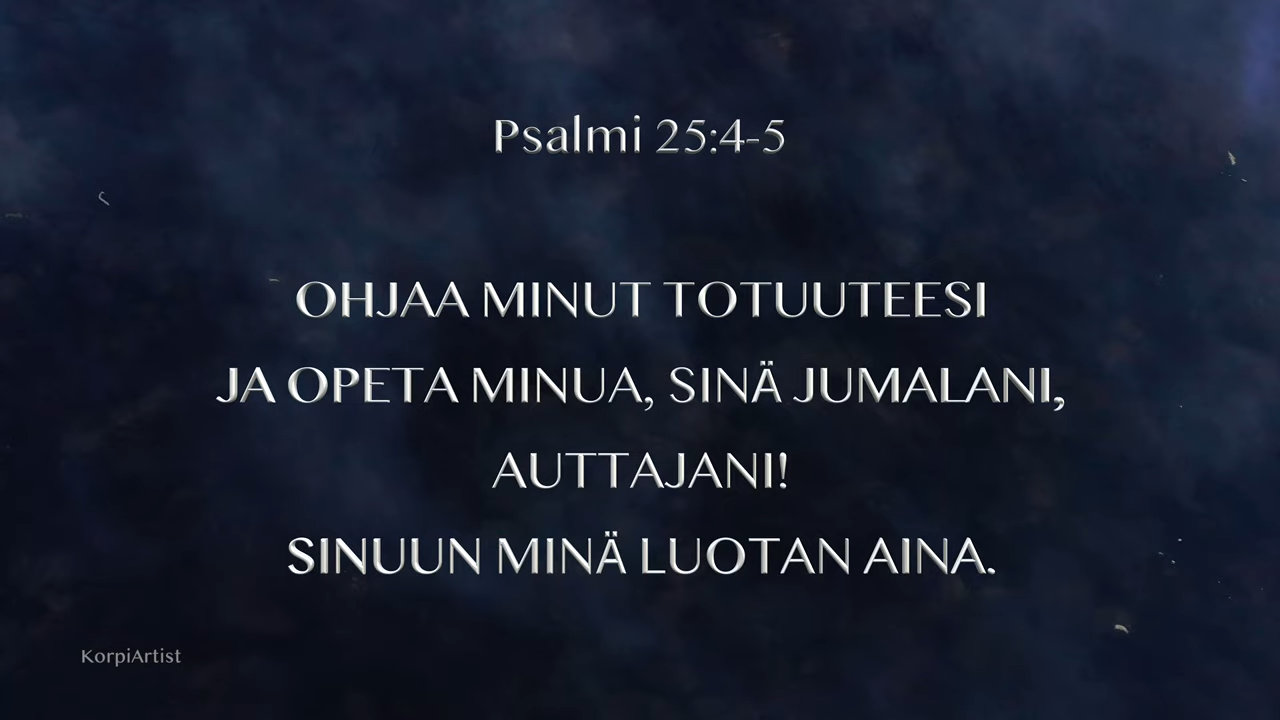 Psalmi 25:4-5
OHJAA MINUT TOTUUTEESI
JA OPETA MINUA, SINÄ JUMALANI,
AUTTAJANI!
SINUUN MINÄ LUOTAN AINA.
KorpiArtist